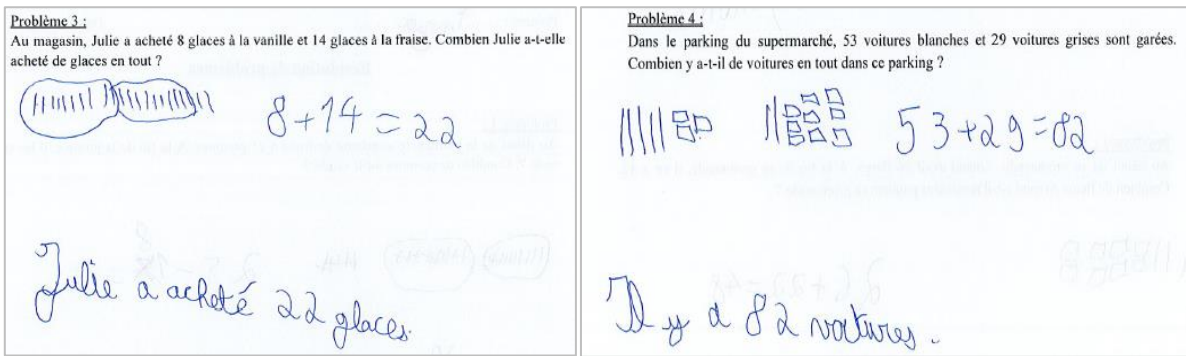 Problème 3 :
Au magasin, Julie a acheté 8 glaces à la vanille et 14 glaces à la fraise. Combien Julie a-t-elle
acheté de glaces en tout ?
8+14=22
Julie a acheté 22 glaces.
Problème 4 :
Dans le parking du supermarché, 53 voitures blanches et 29 voitures grises sont garées.
Combien y a-t-il de voitures en tout dans ce parking ?
53+29=82
Il y a 82 voitures.